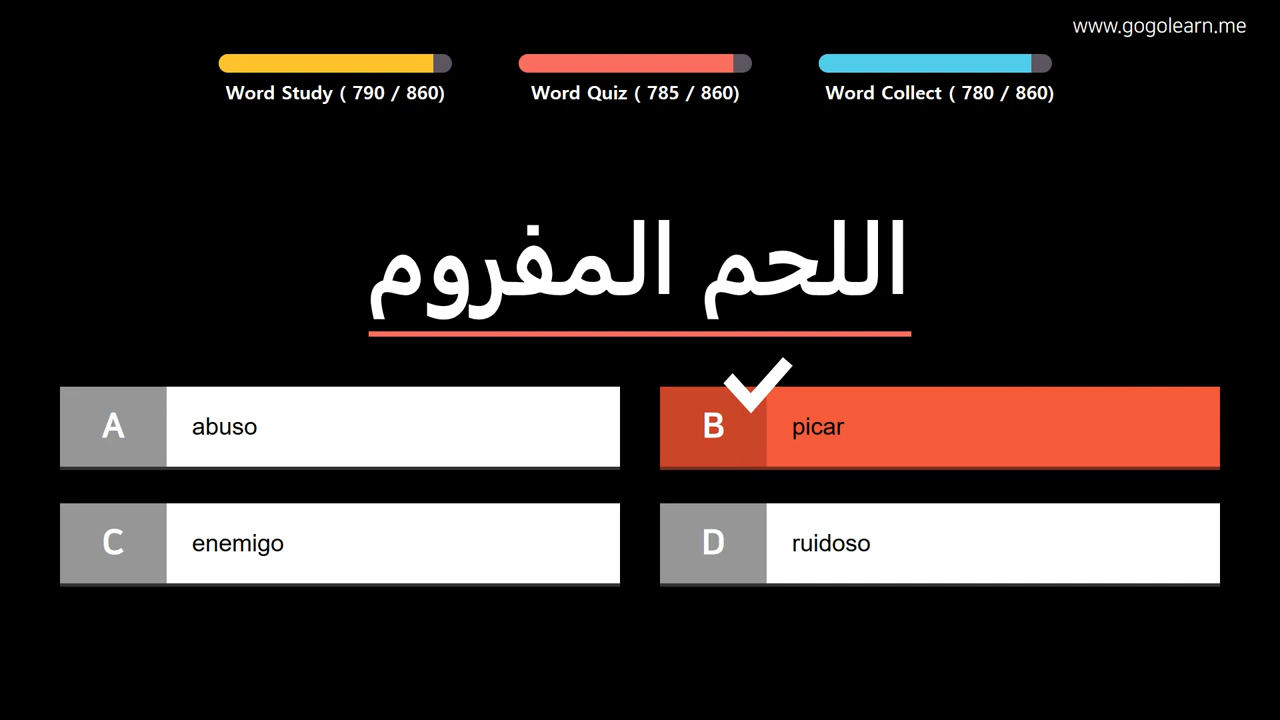 www.gogolearn.me
Word Study ( 790 / 860)
Word Quiz ( 785 / 860)
Word Collect ( 780 / 860)
اللحم المفروم
A
abuso
B
picar
C
enemigo
D
ruidoso